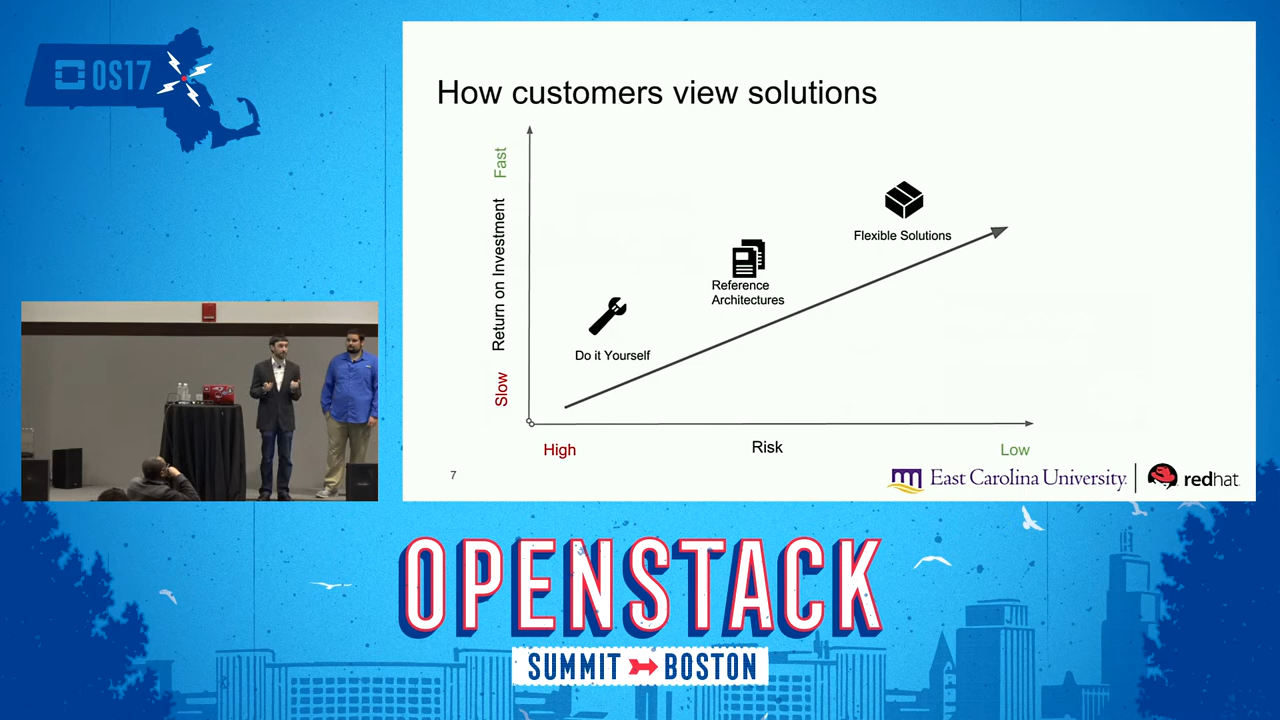 OS17
How customers view solutions
Fast
Return on Investment
Slow
Flexible Solutions
Reference
Architectures
Do it Yourself
High
Risk
Low
7
East Carolina University
redhat.
OPENSTACK
SUMMIT BOSTON